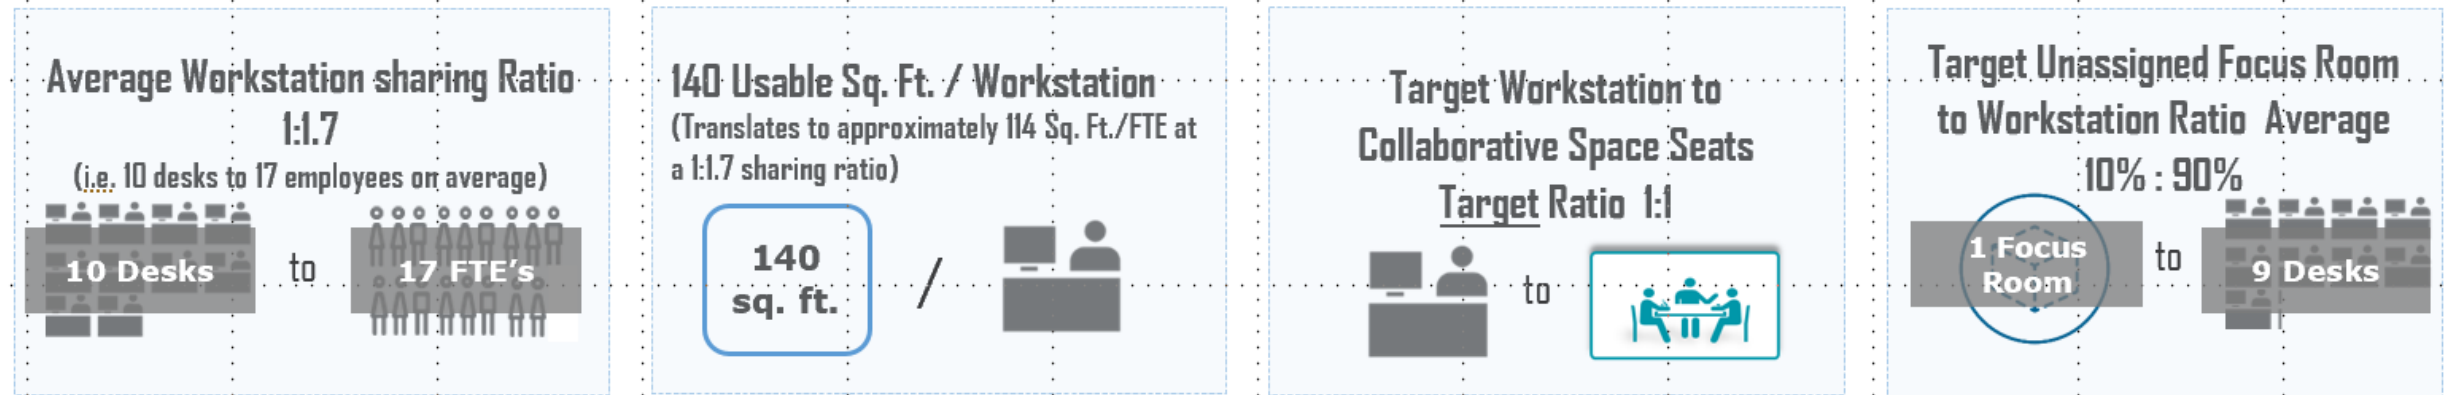 Average Workstation sharing Ratio
1:1.7
(i.e. 10 desks to 17 employees on average)
10 Desks
to
17 FTE's
140 Usable Sq. Ft. / Workstation
(Translates to approximately 114 Sq. Ft./FTE at
a 1:1.7 sharing ratio)
140
sq. ft.
/
Target Workstation to
Collaborative Space Seats
Target Ratio 1:1
to
Target Unassigned Focus Room
to Workstation Ratio Average
10% : 90%
1 Focus
Room
to
9 Desks